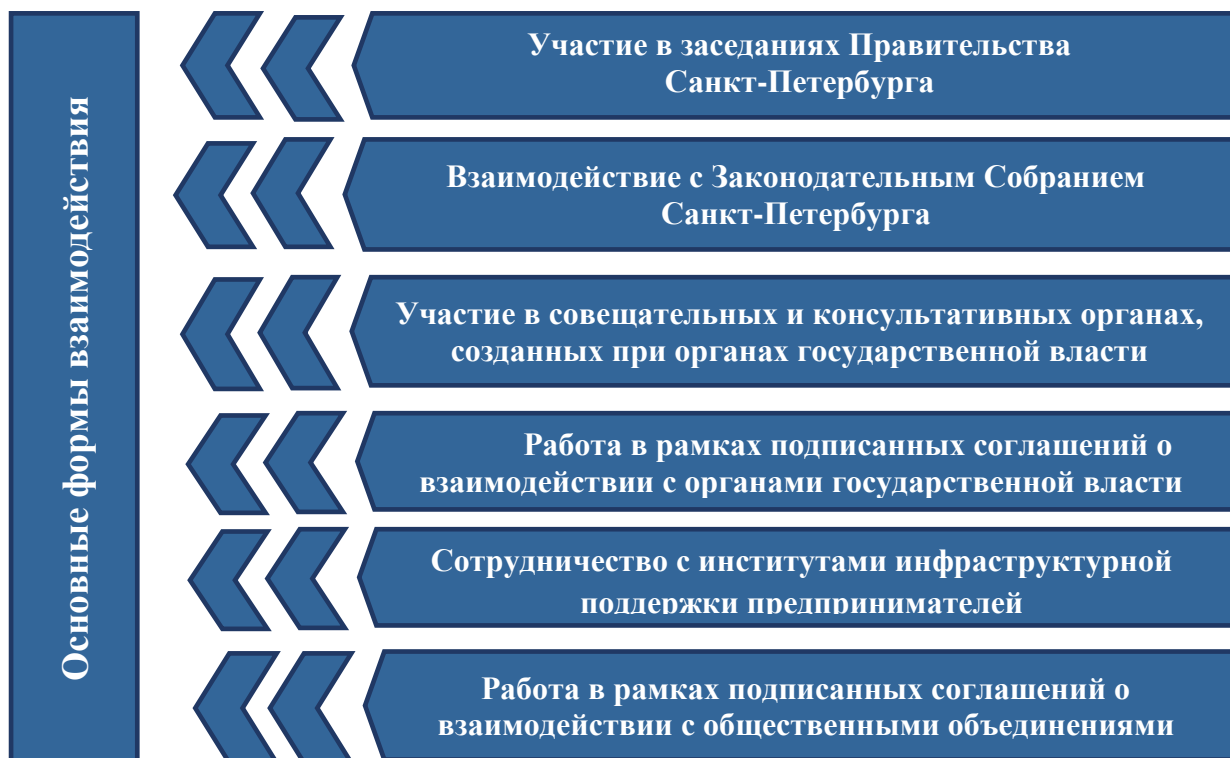 Основные формы взаимодействия
Участие в заседаниях Правительства
Санкт-Петербурга
Взаимодействие с Законодательным Собранием
Санкт-Петербурга
Участие в совещательных и консультативных органах,
созданных при органах государственной власти
Работа в рамках подписанных соглашений о
взаимодействии с органами государственной власти
Сотрудничество с институтами инфраструктурной
поддержки предпринимателей
Работа в рамках подписанных соглашений о
взаимодействии с общественными объединениями